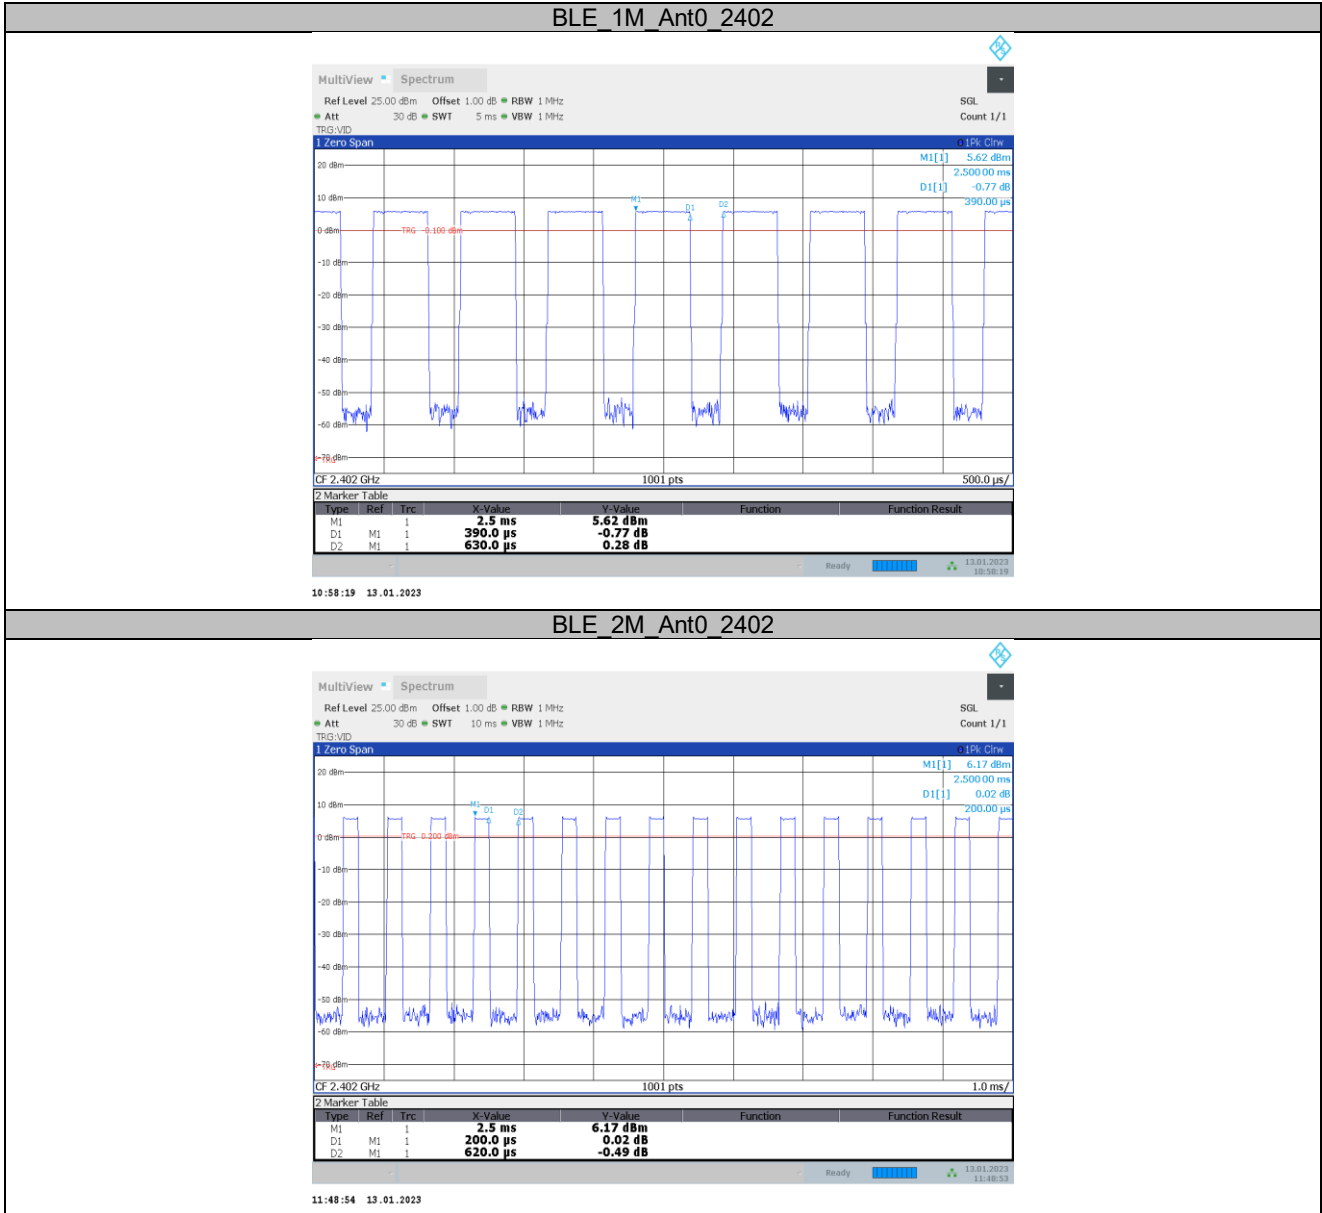 BLE_1M_Ant0_2402
MultiView Spectrum
Ref Level 25.00 dBm Offset 1.00 dB RBW 1 MHz SGL
Att 30 dB SWT 5 ms VBW 1 MHz Count 1/1
TRG:VID
1 Zero Span 1Pk Clrw
M1[1] 5.62 dBm
20 dBm
2.50000 ms
D1[1] -0.77 dB
10 dBm M1 D1 D2 390.00 µs
0 dBm TRG -0.100 dBm
-10 dBm
-20 dBm
-30 dBm
-40 dBm
-50 dBm
-60 dBm
-70 dBm
TRG
CF 2.402 GHz 1001 pts 500.0 µs/
2 Marker Table
Type Ref Trc X-Value Y-Value Function Function Result
M1 1 2.5 ms 5.62 dBm
D1 M1 1 390.0 µs -0.77 dB
D2 M1 1 630.0 µs 0.28 dB
Ready 13.01.2023
10:58:19
10:58:19 13.01.2023
BLE_2M_Ant0_2402
MultiView Spectrum
Ref Level 25.00 dBm Offset 1.00 dB RBW 1 MHz SGL
Att 30 dB SWT 10 ms VBW 1 MHz Count 1/1
TRG:VID
1 Zero Span 1Pk Clrw
M1[1] 6.17 dBm
20 dBm
2.50000 ms
D1[1] 0.02 dB
10 dBm M1 D1 D2 200.00 µs
0 dBm TRG 0.200 dBm
-10 dBm
-20 dBm
-30 dBm
-40 dBm
-50 dBm
-60 dBm
-70 dBm
TRG
CF 2.402 GHz 1001 pts 1.0 ms/
2 Marker Table
Type Ref Trc X-Value Y-Value Function Function Result
M1 1 2.5 ms 6.17 dBm
D1 M1 1 200.0 µs 0.02 dB
D2 M1 1 620.0 µs -0.49 dB
Ready 13.01.2023
11:48:53
11:48:54 13.01.2023